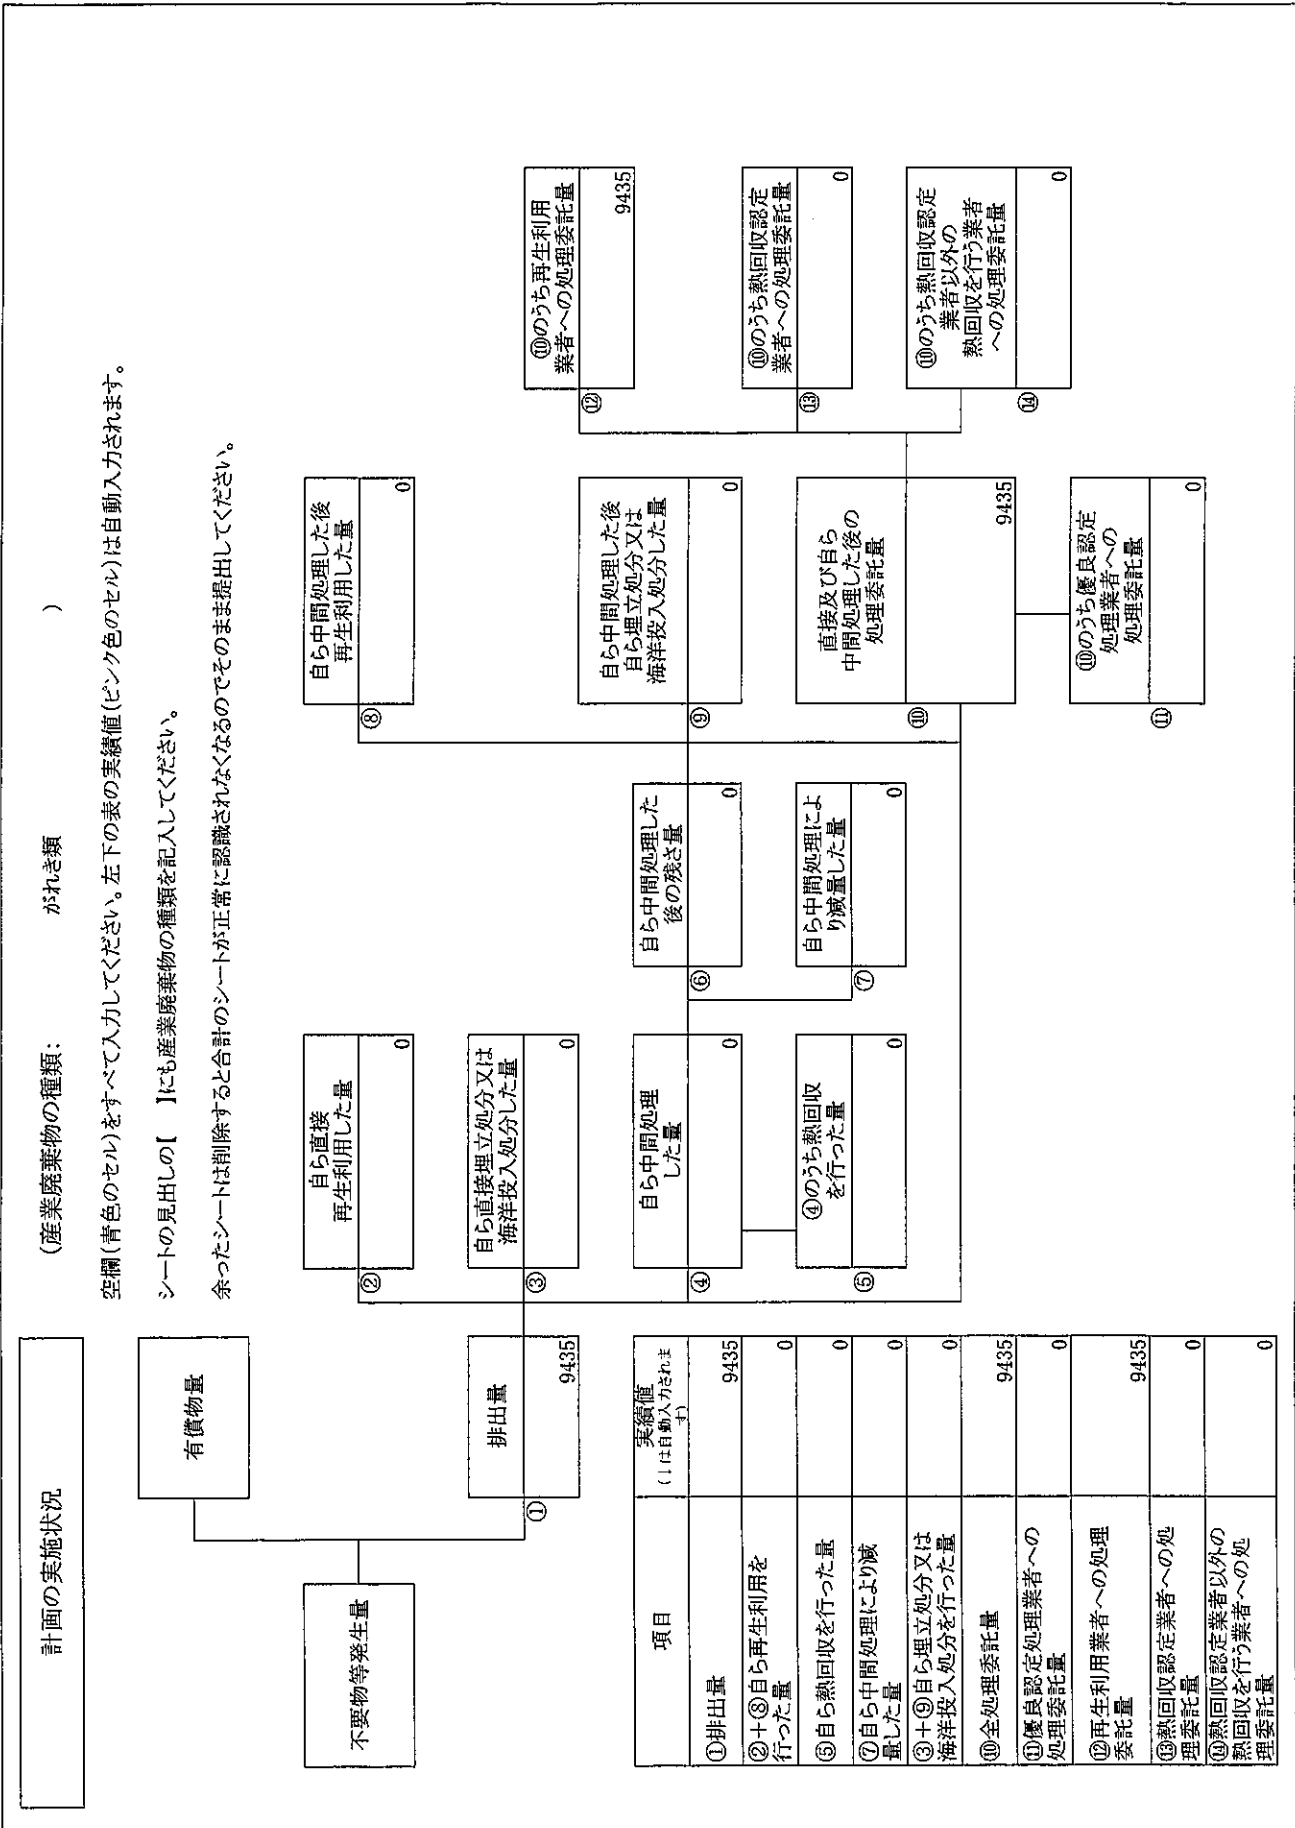 計画の実施状況
(産業廃棄物の種類: がれき類 )
空欄(青色のセル)をすべて入力してください。左下の表の実績値(ピンク色のセル)は自動入力されます。
シートの見出しの【 】にも産業廃棄物の種類を記入してください。
余ったシートは削除すると合計のシートが正常に認識されなくなるのでそのまま提出してください。
不要物等発生量
有償物量
①
排出量
9435
②
自ら直接
再生利用した量
0
③
自ら直接埋立処分又は
海洋投入処分した量
0
④
自ら中間処理
した量
0
⑤
④のうち熱回収
を行った量
0
⑥
自ら中間処理した
後の残さ量
0
⑦
自ら中間処理によ
り減量した量
0
⑧
自ら中間処理した後
再生利用した量
0
⑨
自ら中間処理した後
自ら埋立処分又は
海洋投入処分した量
0
⑩
直接及び自ら
中間処理した後の
処理委託量
9435
⑪
⑩のうち優良認定
処理業者への
処理委託量
0
⑫
⑩のうち再生利用
業者への処理委託量
9435
⑬
⑩のうち熱回収認定
業者への処理委託量
0
⑭
⑩のうち熱回収認定
業者以外の
熱回収を行う業者
への処理委託量
0
項目
実績値
(↓は自動入力されま
す)
①排出量
9435
②+⑧自ら再生利用を
行った量
0
⑤自ら熱回収を行った量
0
⑦自ら中間処理により減
量した量
0
③+⑨自ら埋立処分又は
海洋投入処分を行った量
0
⑩全処理委託量
9435
⑪優良認定処理業者への
処理委託量
0
⑫再生利用業者への処理
委託量
9435
⑬熱回収認定業者への処
理委託量
0
⑭熱回収認定業者以外の
熱回収を行う業者への処
理委託量
0